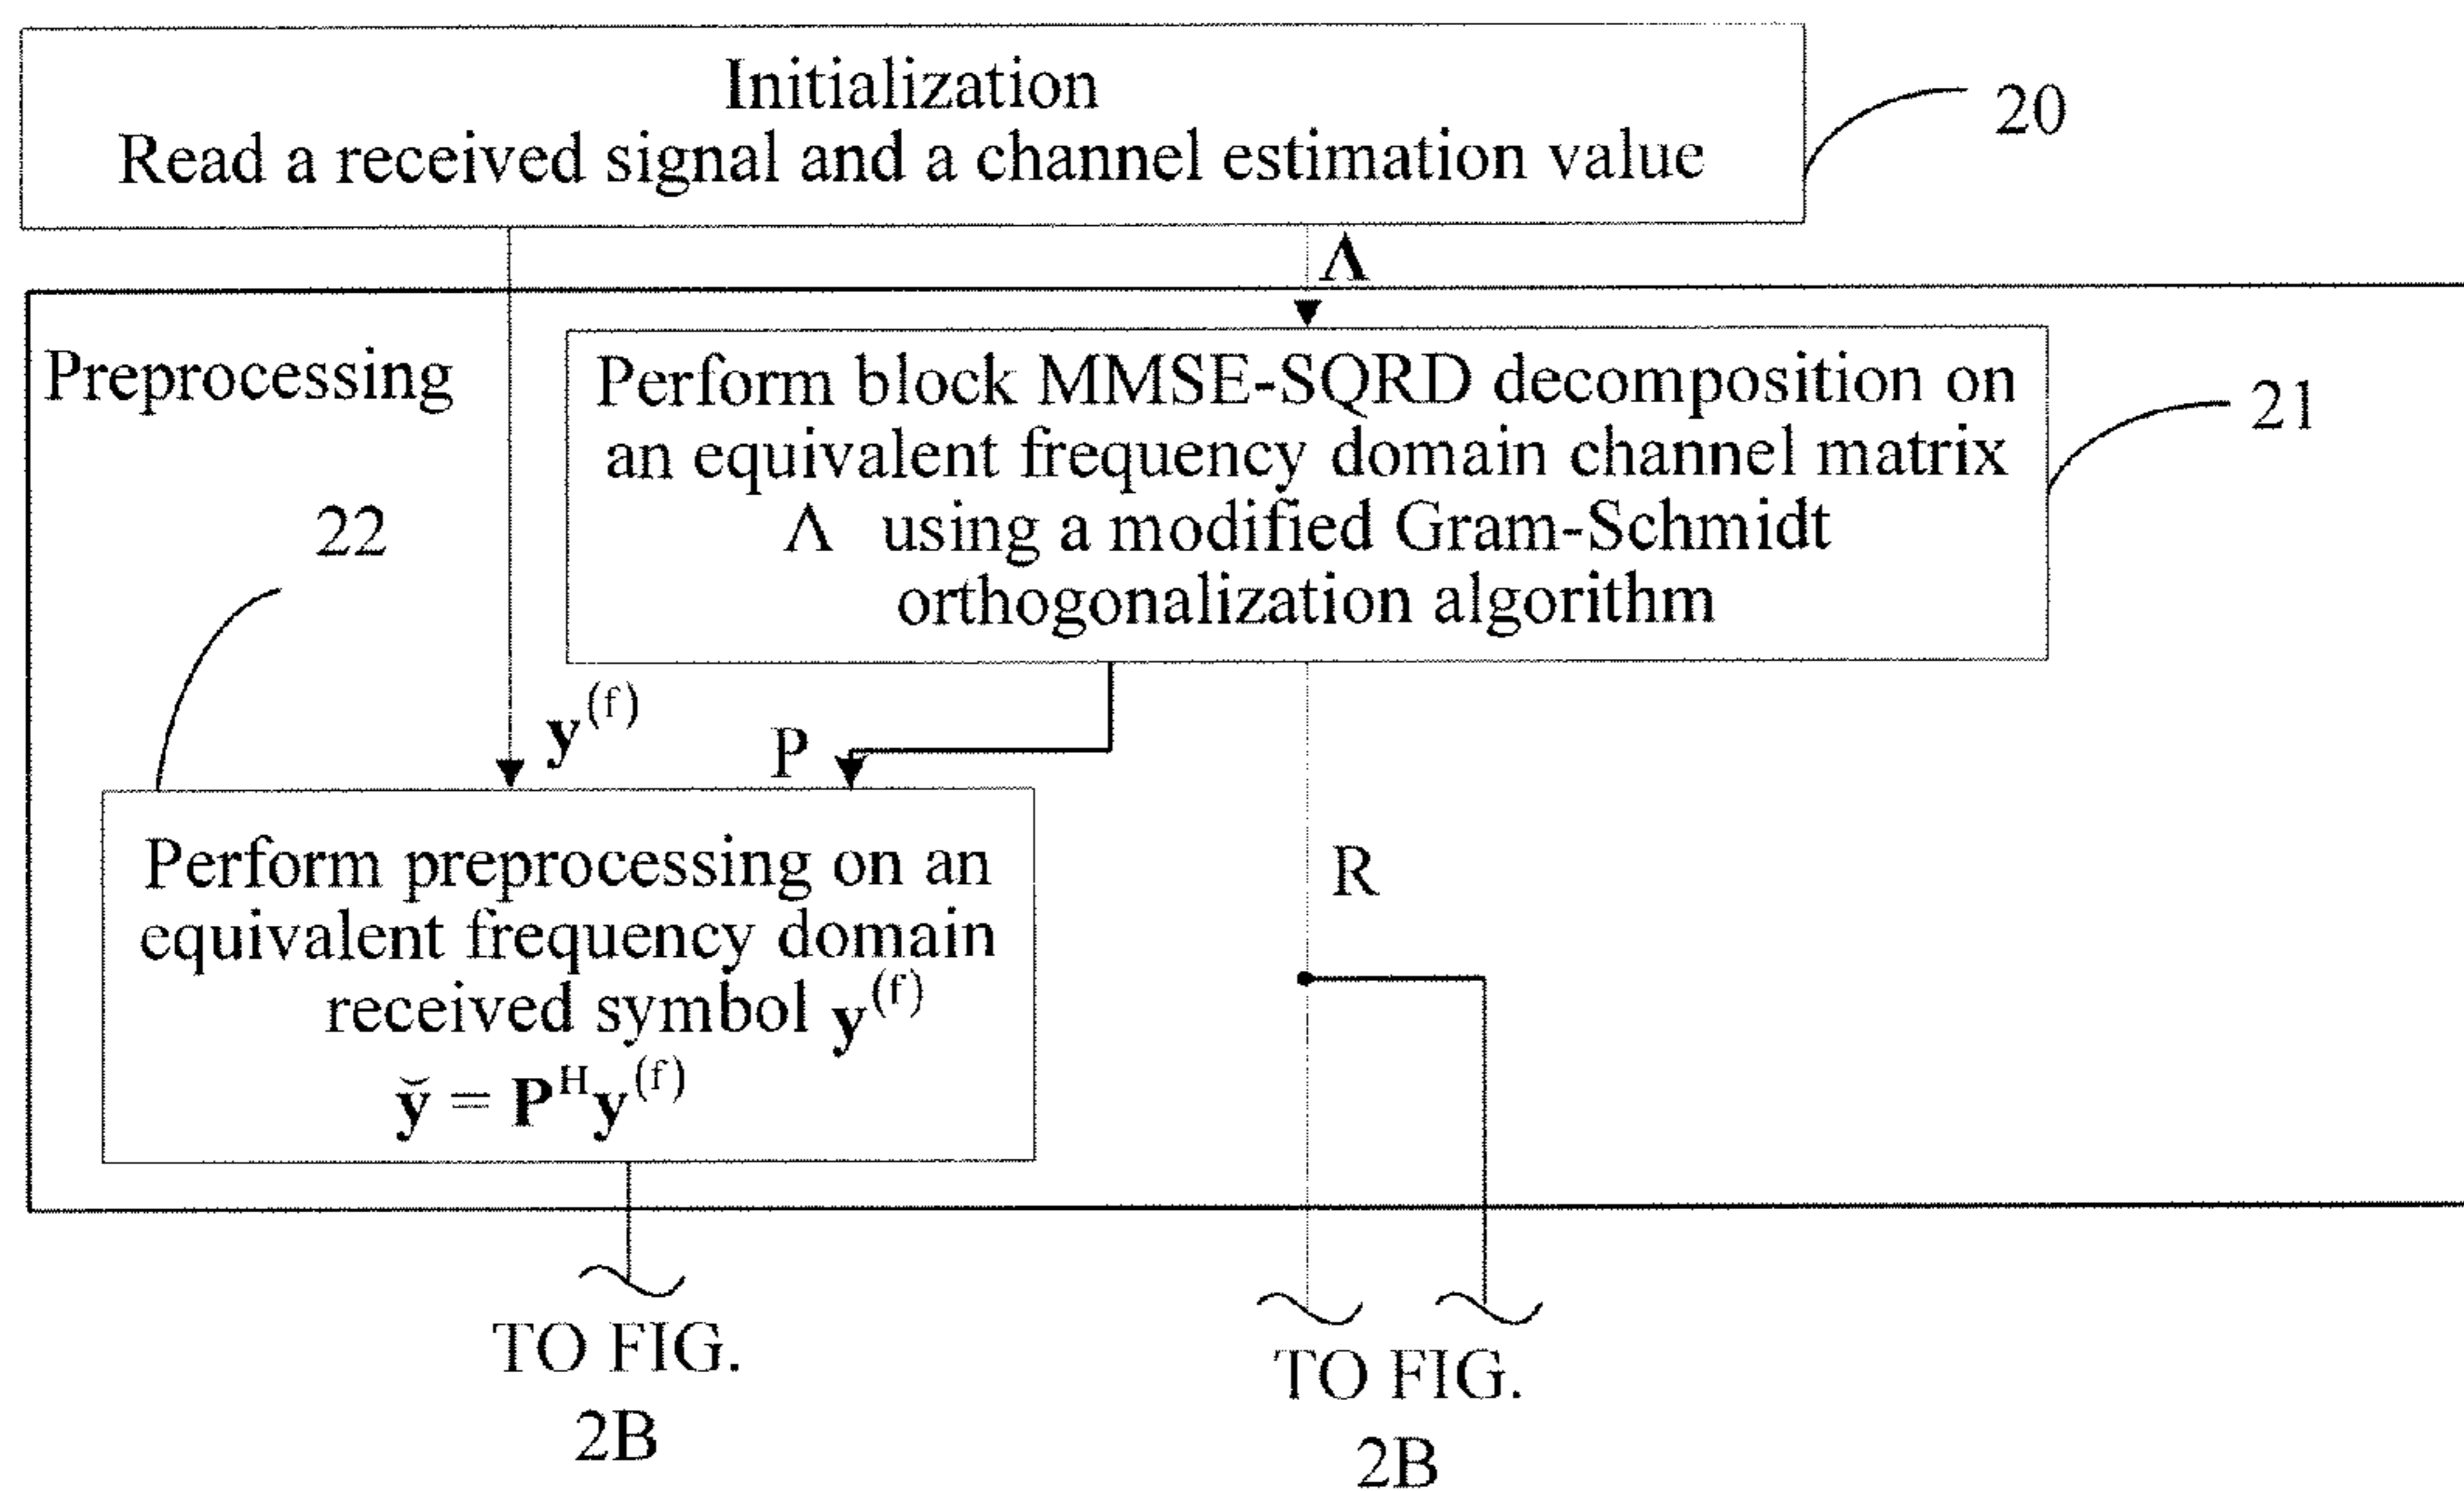 Initialization
Read a received signal and a channel estimation value
20
Λ
Preprocessing
Perform block MMSE-SQRD decomposition on
an equivalent frequency domain channel matrix
Λ using a modified Gram-Schmidt
orthogonalization algorithm
21
22
y(f)
P
R
Perform preprocessing on an
equivalent frequency domain
received symbol y(f)
y̆ = PHy(f)
TO FIG.
2B
TO FIG.
2B